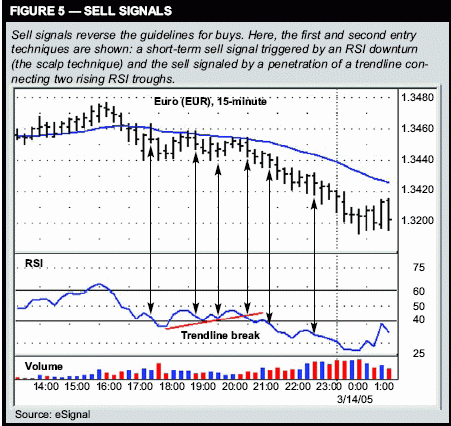 FIGURE 5 — SELL SIGNALS
Sell signals reverse the guidelines for buys. Here, the first and second entry
techniques are shown: a short-term sell signal triggered by an RSI downturn
(the scalp technique) and the sell signaled by a penetration of a trendline con-
necting two rising RSI troughs.
Euro (EUR), 15-minute
1.3480
1.3460
1.3440
1.3420
1.3200
RSI
75
60
50
40
25
Trendline break
Volume
14:00 15:00 16:00 17:00 18:00 19:00 20:00 21:00 22:00 23:00 0:00 1:00
3/14/05
Source: eSignal